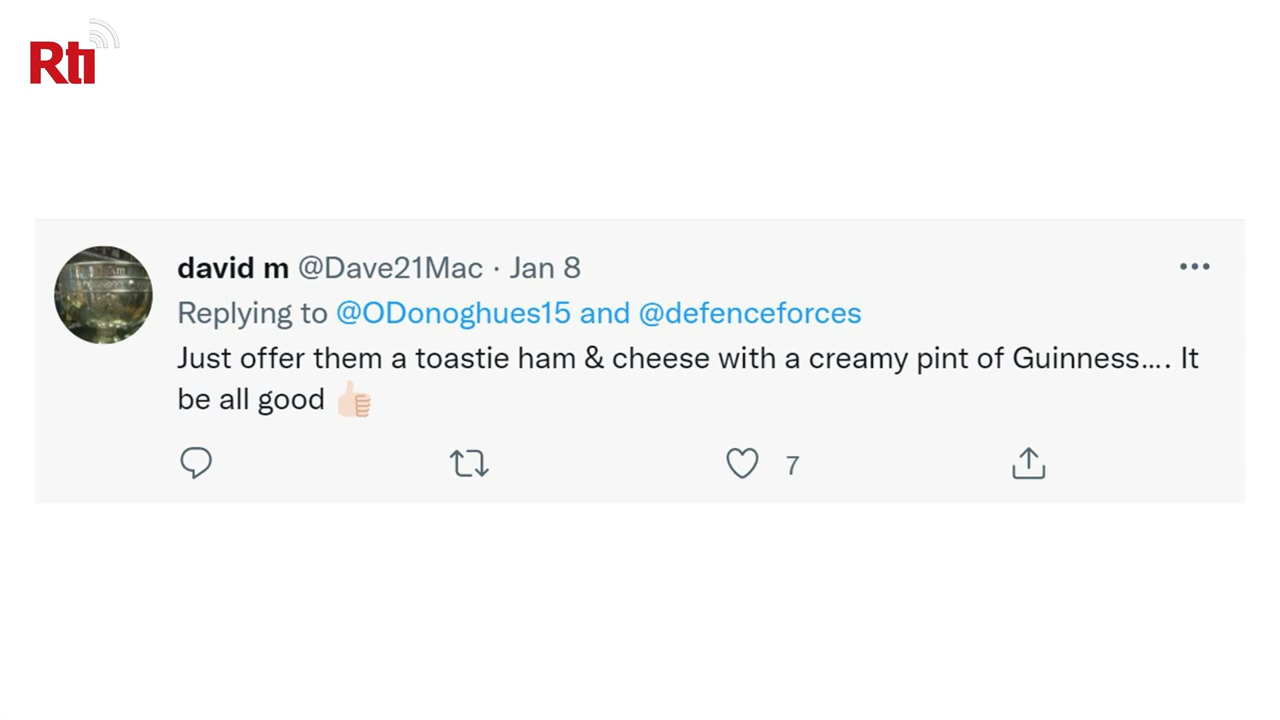 Rti
david m @Dave21Mac · Jan 8
Replying to @ODonoghues15 and @defenceforces
Just offer them a toastie ham & cheese with a creamy pint of Guinness.... It
be all good 👍🏻
7